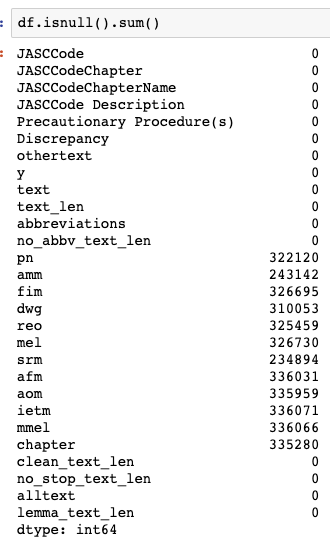 df.isnull().sum()
JASCCode 0
JASCCodeChapter 0
JASCCodeChapterName 0
JASCCode Description 0
Precautionary Procedure(s) 0
Discrepancy 0
othertext 0
y 0
text 0
text_len 0
abbreviations 0
no_abbv_text_len 0
pn 322120
amm 243142
fim 326695
dwg 310053
reo 325459
mel 326730
srm 234894
afm 336031
aom 335959
ietm 336071
mmel 336066
chapter 335280
clean_text_len 0
no_stop_text_len 0
alltext 0
lemma_text_len 0
dtype: int64